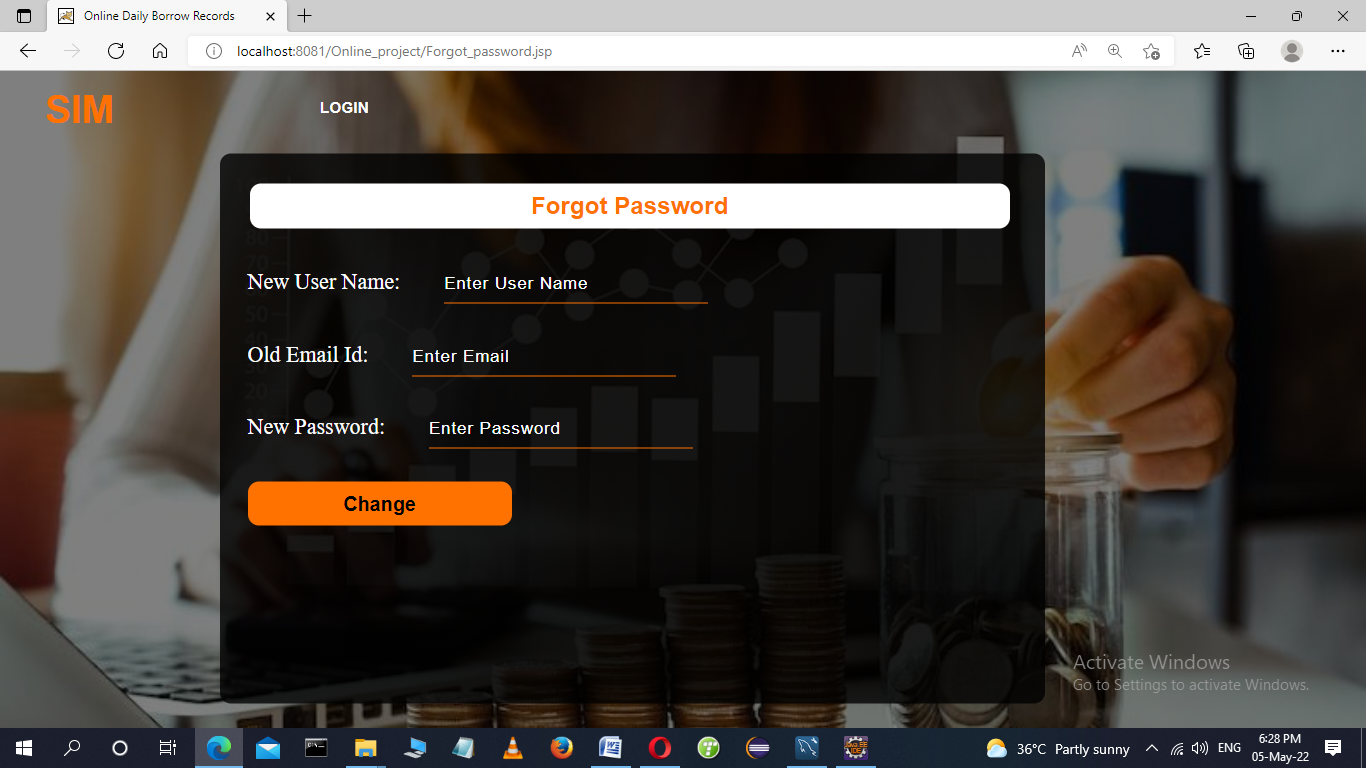 Online Daily Borrow Records
localhost:8081/Online_project/Forgot_password.jsp
SIM
LOGIN
Forgot Password
New User Name: Enter User Name
Old Email Id: Enter Email
New Password: Enter Password
Change
Activate Windows
Go to Settings to activate Windows.
36°C Partly sunny
ENG
6:28 PM
05-May-22